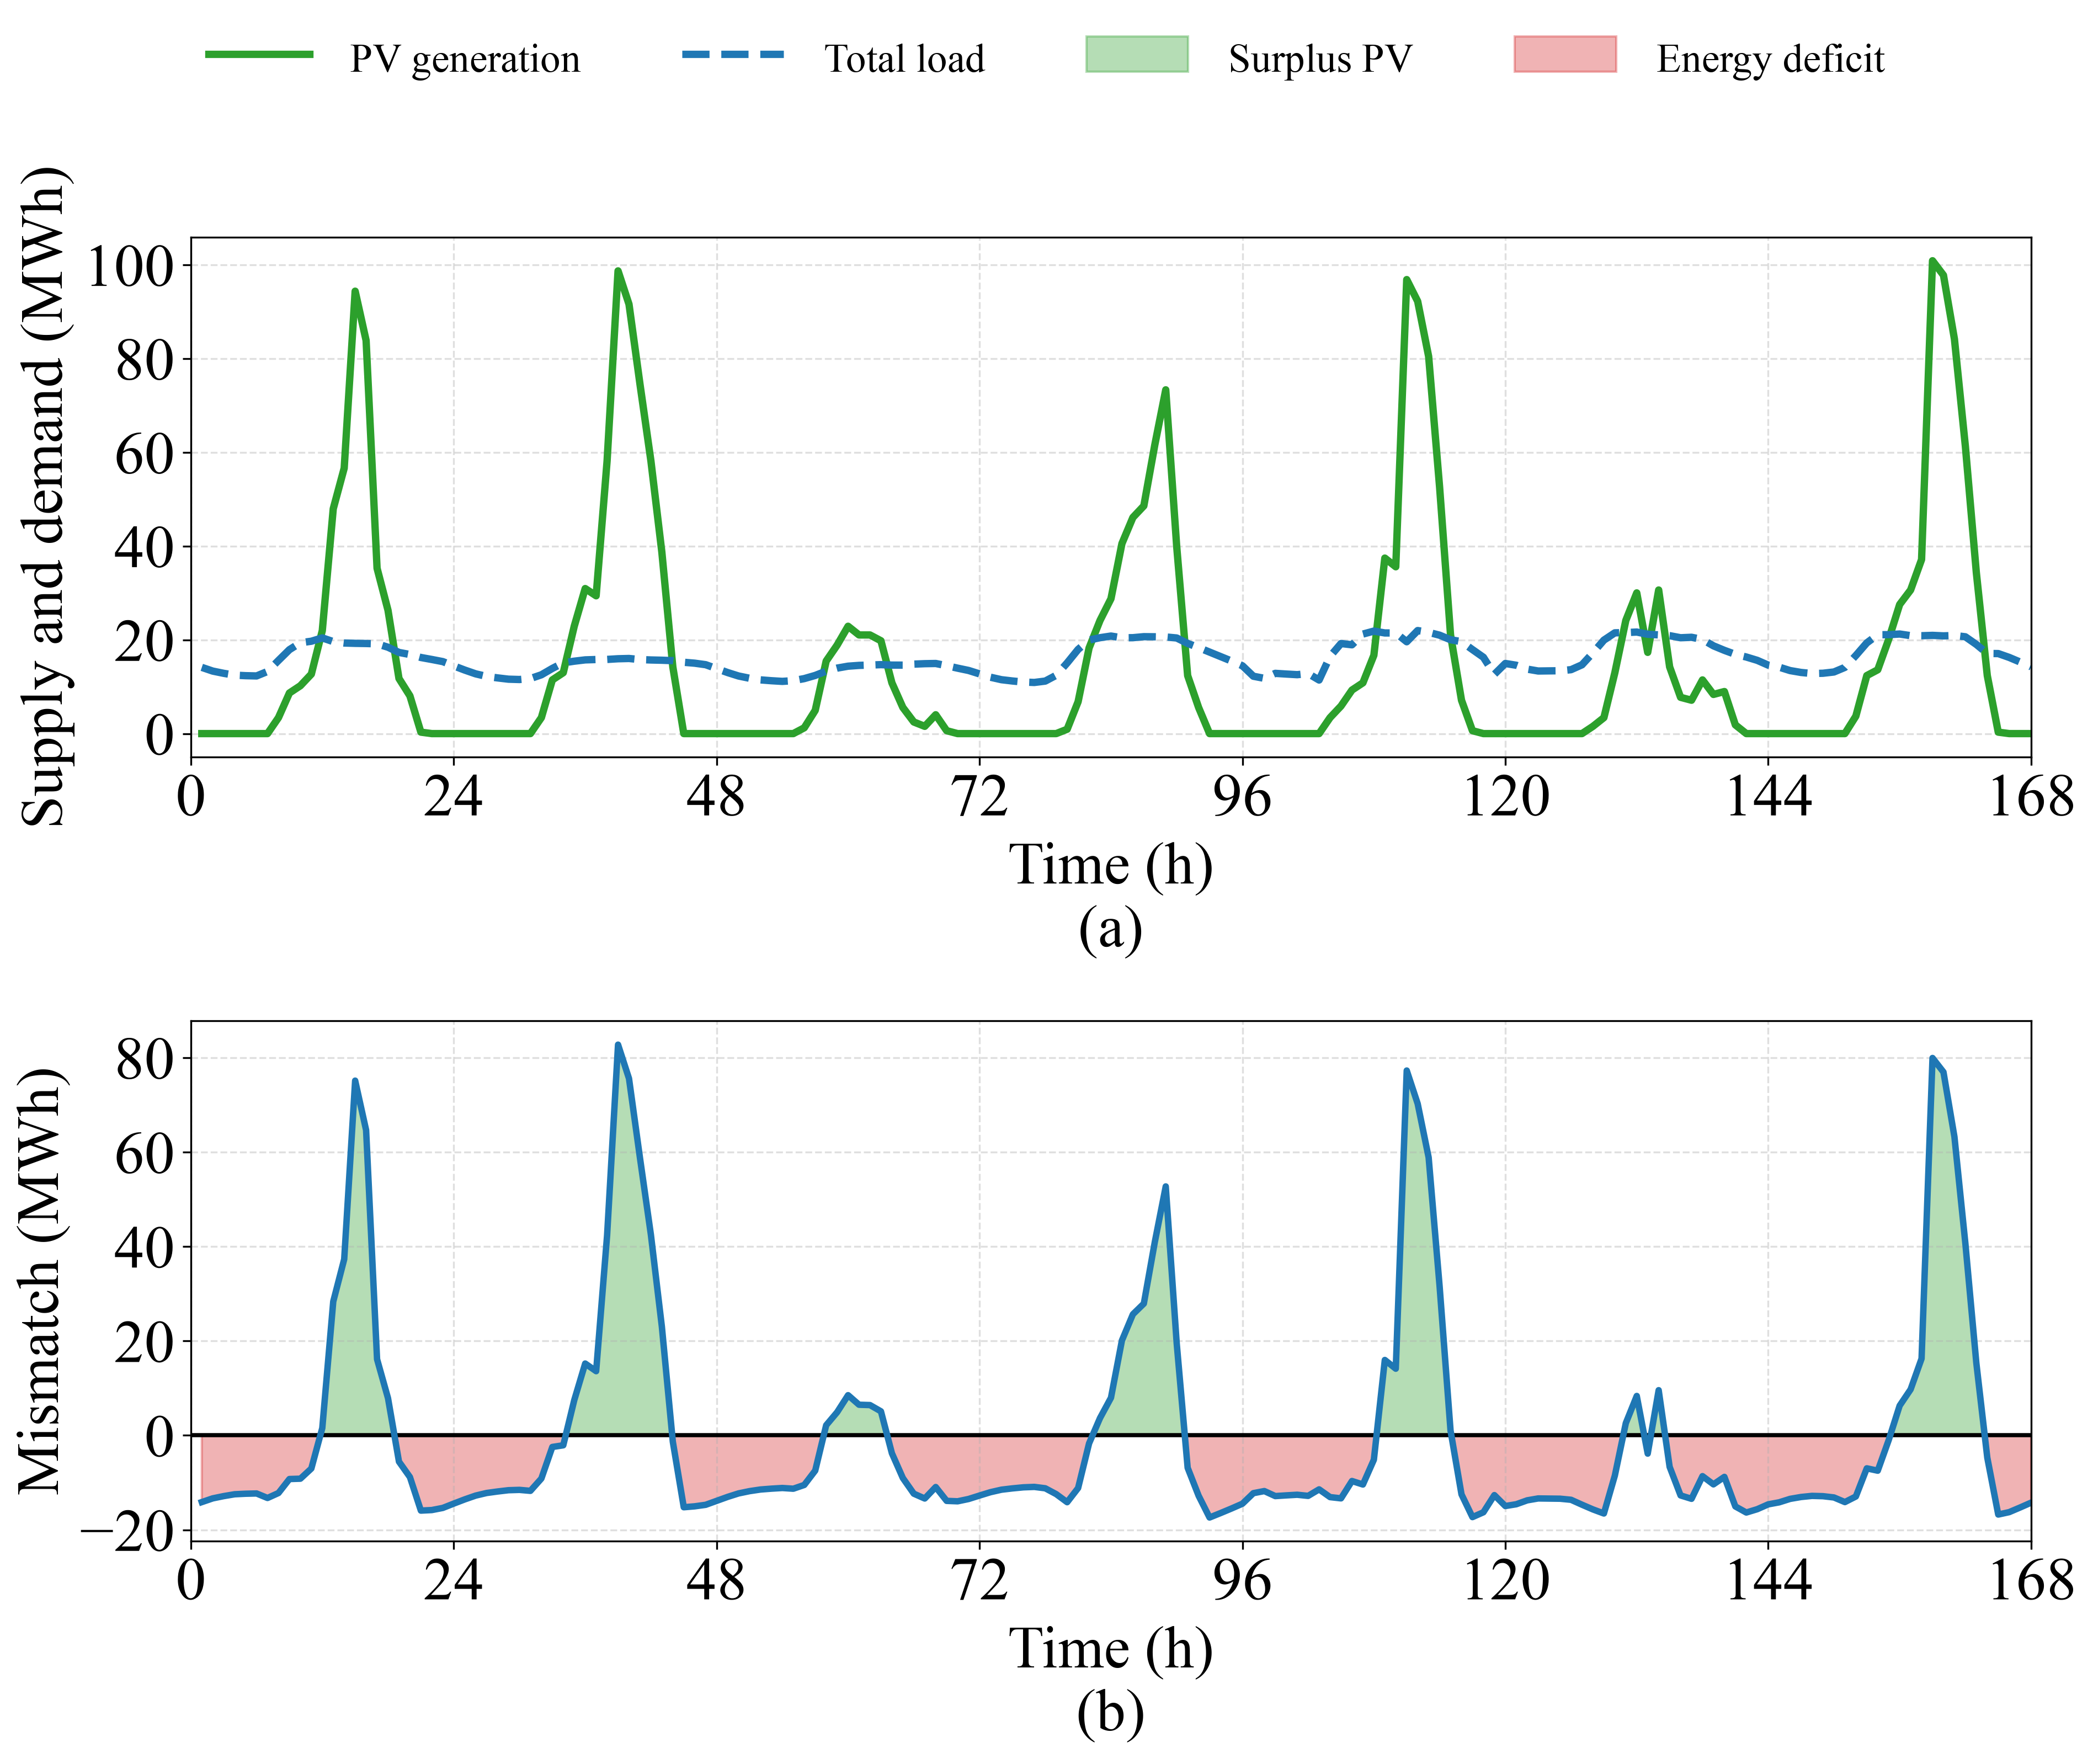 PV generation Total load Surplus PV Energy deficit
Supply and demand (MWh)
100
80
60
40
20
0
0 24 48 72 96 120 144 168
Time (h)
(a)
Mismatch (MWh)
80
60
40
20
0
−20
0 24 48 72 96 120 144 168
Time (h)
(b)